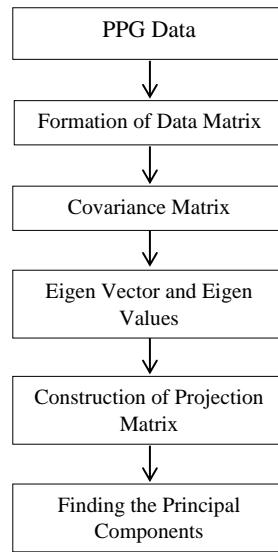 PPG Data
Formation of Data Matrix
Covariance Matrix
Eigen Vector and Eigen
Values
Construction of Projection
Matrix
Finding the Principal
Components